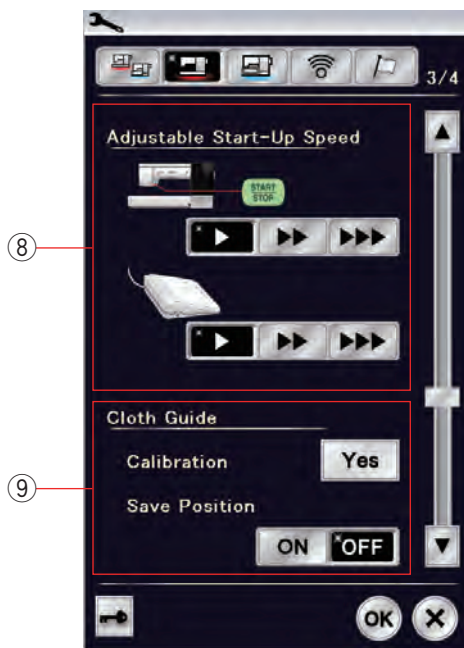 3/4
Adjustable Start-Up Speed
START
STOP
⑧
Cloth Guide
Calibration Yes
⑨
Save Position
ON OFF
OK